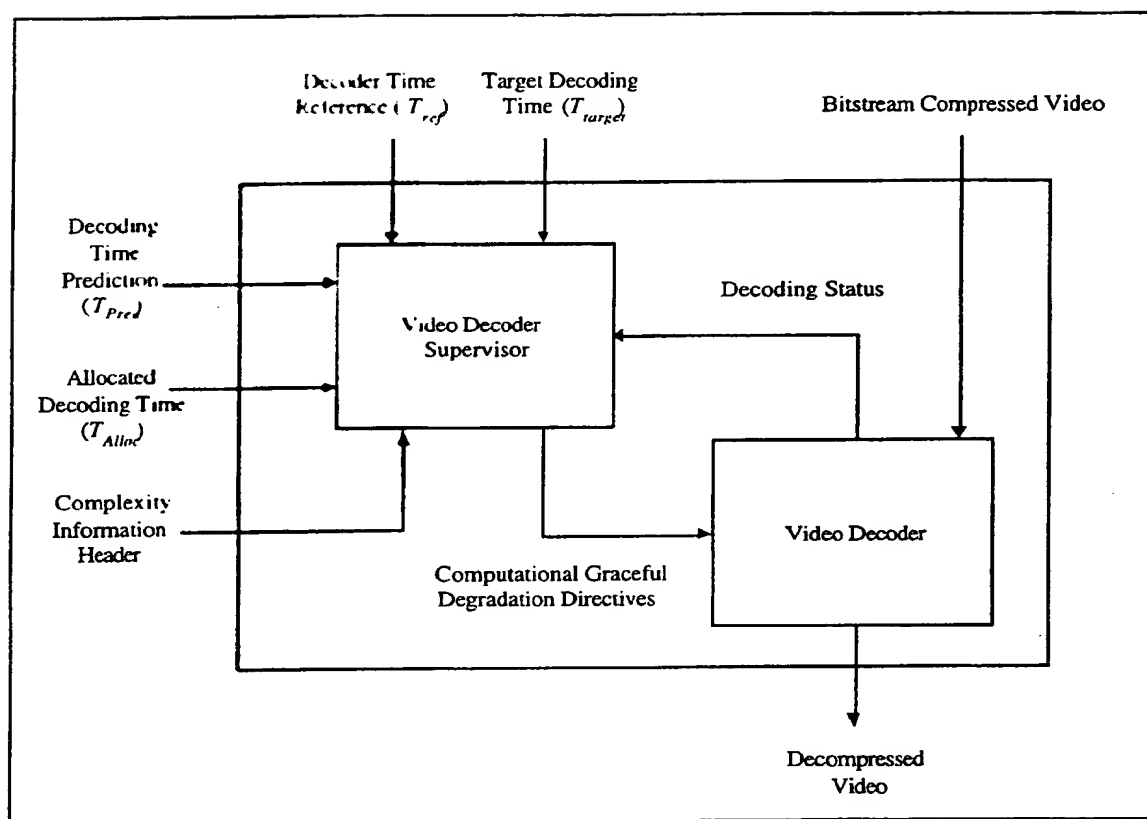 Decoder Time
Reference (T_ref)
Target Decoding
Time (T_target)
Bitstream Compressed Video
Decoding
Time
Prediction
(T_Pred)
Decoding Status
Video Decoder
Supervisor
Allocated
Decoding Time
(T_Alloc)
Complexity
Information
Header
Video Decoder
Computational Graceful
Degradation Directives
Decompressed
Video